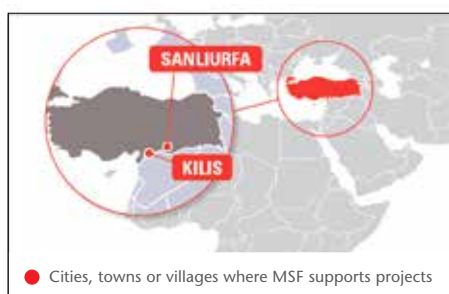 SANLIURFA
KILIS
Cities, towns or villages where MSF supports projects